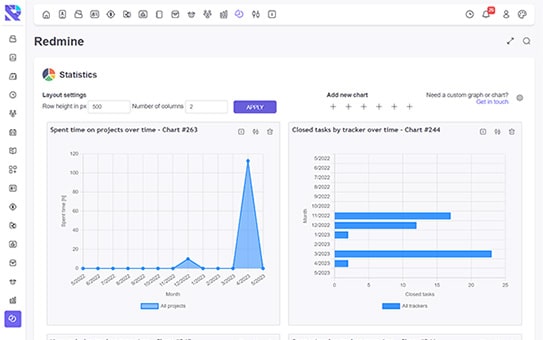 25
Redmine
Statistics
Layout settings
Row height in px 500 Number of columns 2 APPLY
Add new chart
Need a custom graph or chart?
Get in touch
Spent time on projects over time - Chart #263
120
100
80
60
40
20
0
Spent time [h]
5/2022 6/2022 7/2022 8/2022 9/2022 10/2022 11/2022 12/2022 1/2023 2/2023 3/2023 4/2023 5/2023
Month
All projects
Closed tasks by tracker over time - Chart #244
Month
5/2022
6/2022
7/2022
8/2022
9/2022
10/2022
11/2022
12/2022
1/2023
2/2023
3/2023
4/2023
5/2023
0 5 10 15 20 25
Closed tasks
All trackers